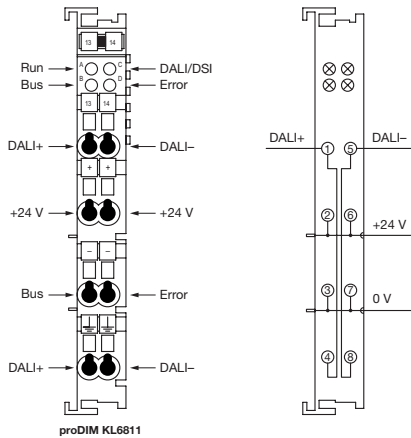 13 14
A C
Run DALI/DSI
B D
Bus Error
13 14
DALI+ DALI–
+ +
+24 V +24 V
– –
Bus Error
DALI+ DALI–
proDIM KL6811
DALI+ DALI–
1 5
2 6
+24 V
3 7
0 V
4 8